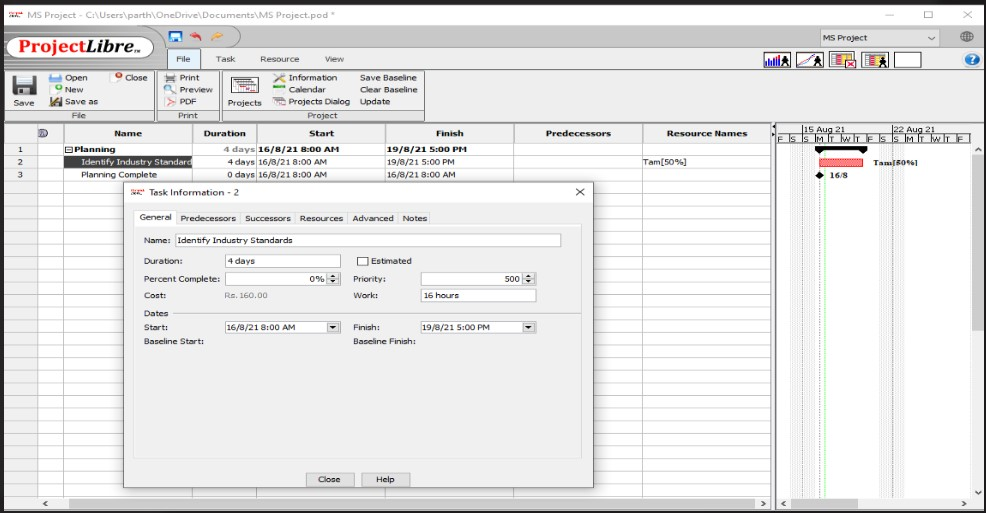 MS Project - C:\Users\parth\OneDrive\Documents\MS Project.pod *
ProjectLibre TM
MS Project
File Task Resource View
Save Open New Save as Close
Print Preview PDF
Projects Information Calendar Projects Dialog
Save Baseline Clear Baseline Update
File Print Project
Name Duration Start Finish Predecessors Resource Names
15 Aug 21 22 Aug 21
F S S M T W T F S S M T W T F
1 Planning 4 days 16/8/21 8:00 AM 19/8/21 5:00 PM
2 Identify Industry Standard 4 days 16/8/21 8:00 AM 19/8/21 5:00 PM Tam[50%] Tam[50%]
3 Planning Complete 0 days 16/8/21 8:00 AM 16/8/21 8:00 AM 16/8
Task Information - 2
General Predecessors Successors Resources Advanced Notes
Name: Identify Industry Standards
Duration: 4 days Estimated
Percent Complete: 0% Priority: 500
Cost: Rs. 160.00 Work: 16 hours
Dates
Start: 16/8/21 8:00 AM Finish: 19/8/21 5:00 PM
Baseline Start: Baseline Finish:
Close Help